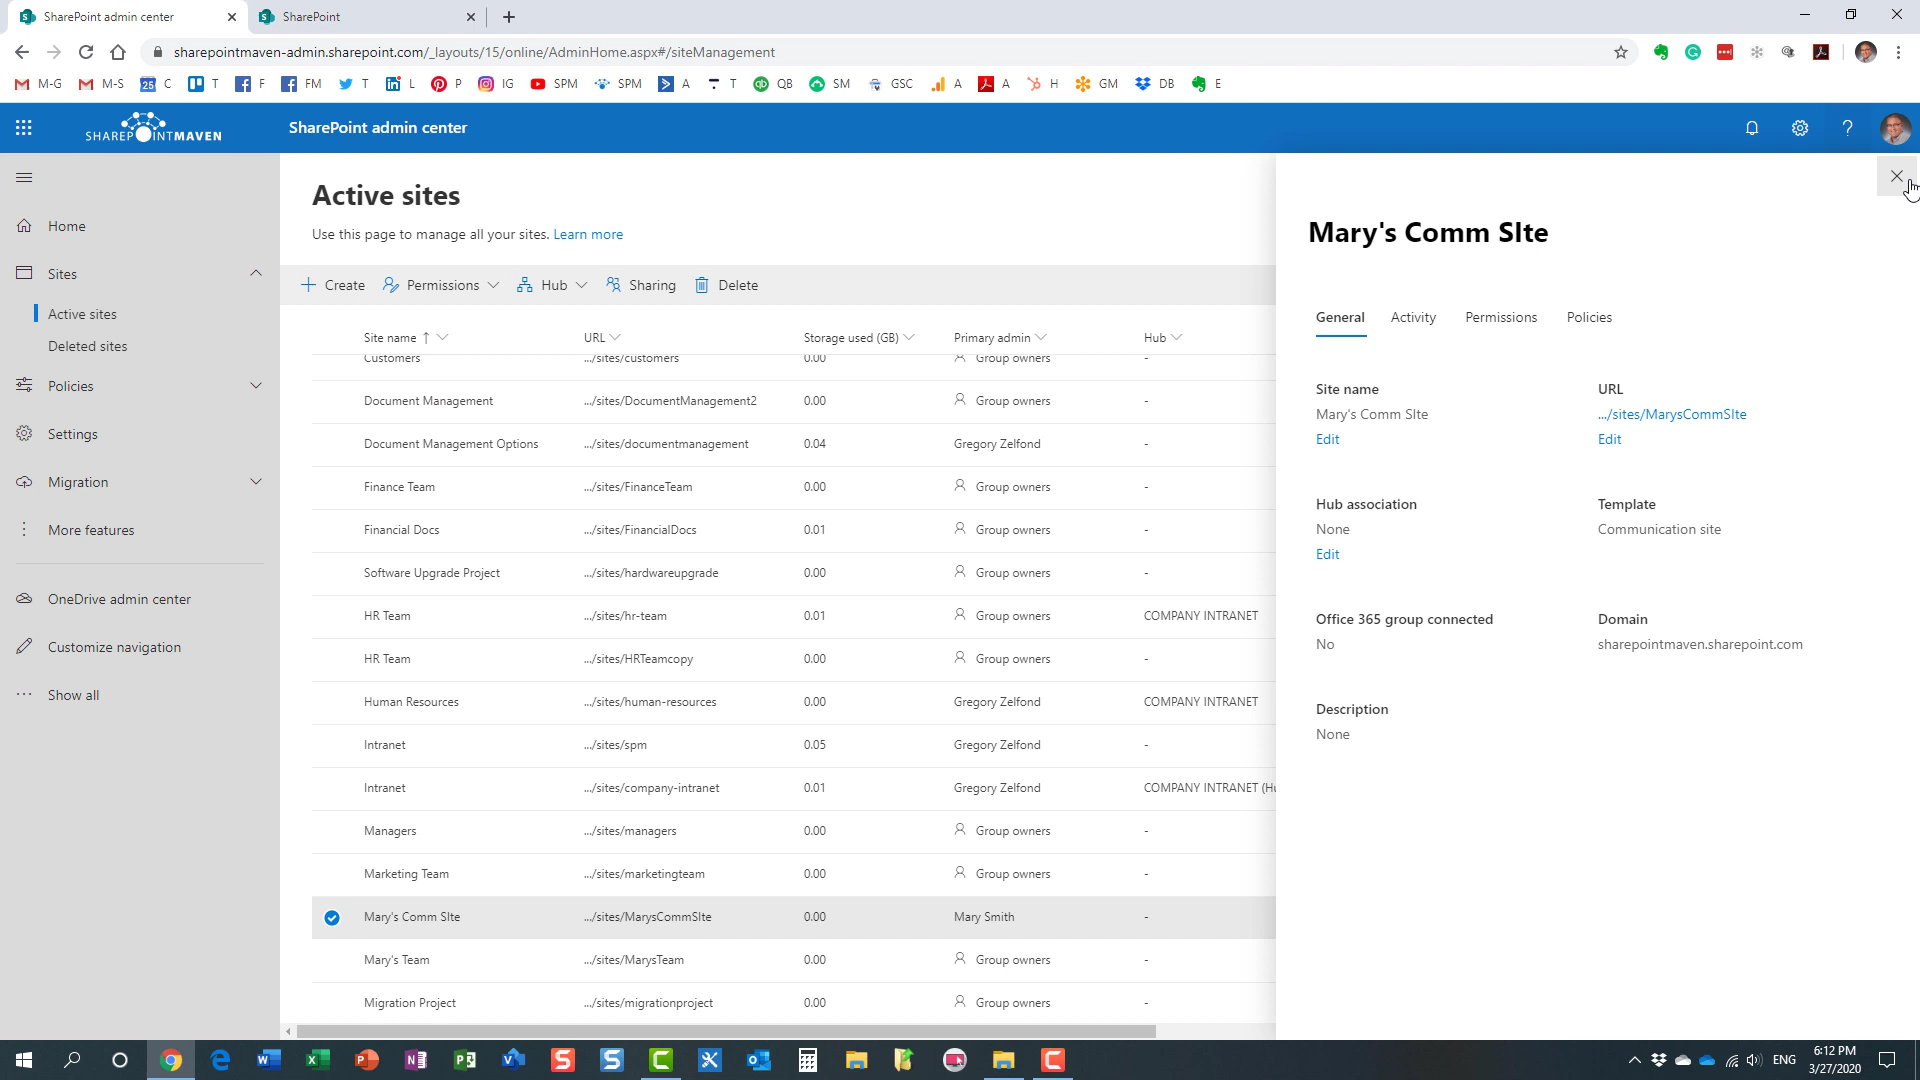 SharePoint admin center
SharePoint
sharepointmaven-admin.sharepoint.com/_layouts/15/online/AdminHome.aspx#/siteManagement
M-G M-S C T F FM T L P IG SPM SPM A T QB SM GSC A A H GM DB E
SHAREPOINTMAVEN
SharePoint admin center
Home
Sites
Active sites
Deleted sites
Policies
Settings
Migration
More features
OneDrive admin center
Customize navigation
Show all
Active sites
Use this page to manage all your sites. Learn more
Create Permissions Hub Sharing Delete
Site name ↑ URL Storage used (GB) Primary admin Hub
Customers .../sites/customers 0.00 Group owners -
Document Management .../sites/DocumentManagement2 0.00 Group owners -
Document Management Options .../sites/documentmanagement 0.04 Gregory Zelfond -
Finance Team .../sites/FinanceTeam 0.00 Group owners -
Financial Docs .../sites/FinancialDocs 0.01 Group owners -
Software Upgrade Project .../sites/hardwareupgrade 0.00 Group owners -
HR Team .../sites/hr-team 0.01 Group owners COMPANY INTRANET
HR Team .../sites/HRTeamcopy 0.00 Group owners -
Human Resources .../sites/human-resources 0.00 Gregory Zelfond COMPANY INTRANET
Intranet .../sites/spm 0.05 Gregory Zelfond -
Intranet .../sites/company-intranet 0.01 Gregory Zelfond COMPANY INTRANET (Hu
Managers .../sites/managers 0.00 Group owners -
Marketing Team .../sites/marketingteam 0.00 Group owners -
Mary's Comm SIte .../sites/MarysCommSIte 0.00 Mary Smith -
Mary's Team .../sites/MarysTeam 0.00 Group owners -
Migration Project .../sites/migrationproject 0.00 Group owners -
Mary's Comm SIte
General Activity Permissions Policies
Site name
Mary's Comm SIte
Edit
URL
.../sites/MarysCommSIte
Edit
Hub association
None
Edit
Template
Communication site
Office 365 group connected
No
Domain
sharepointmaven.sharepoint.com
Description
None
ENG
6:12 PM
3/27/2020